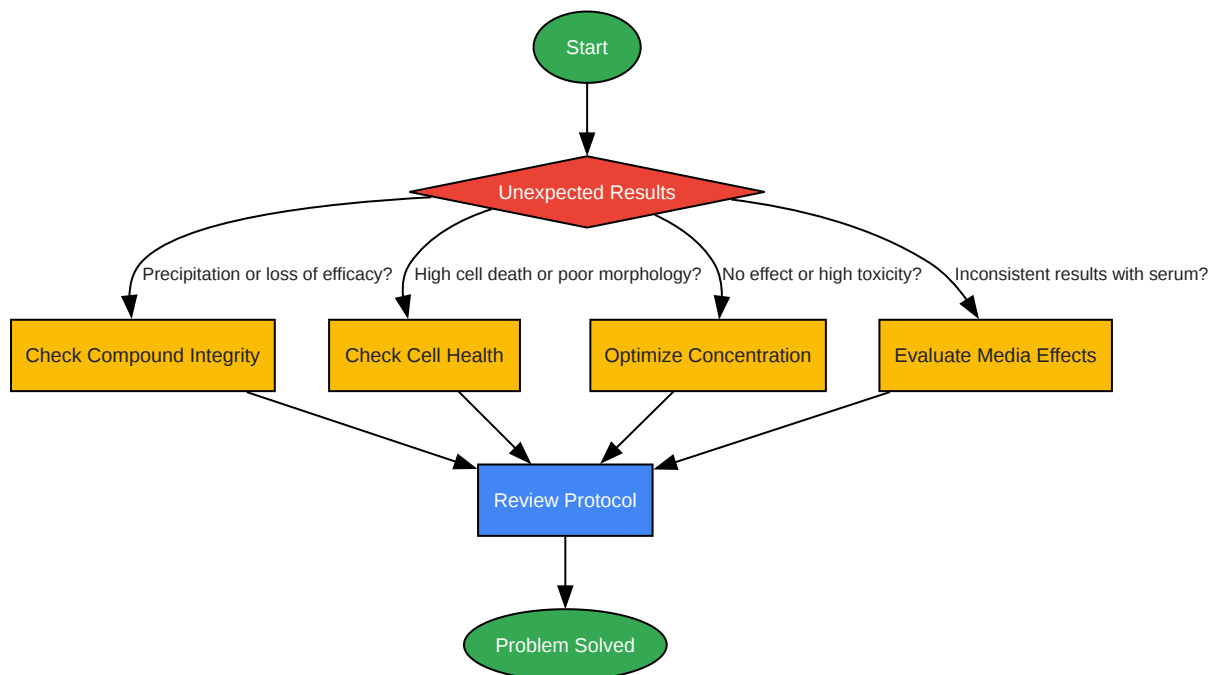 Start
Unexpected Results
Precipitation or loss of efficacy?
High cell death or poor morphology?
No effect or high toxicity?
Inconsistent results with serum?
Check Compound Integrity
Check Cell Health
Optimize Concentration
Evaluate Media Effects
Review Protocol
Problem Solved